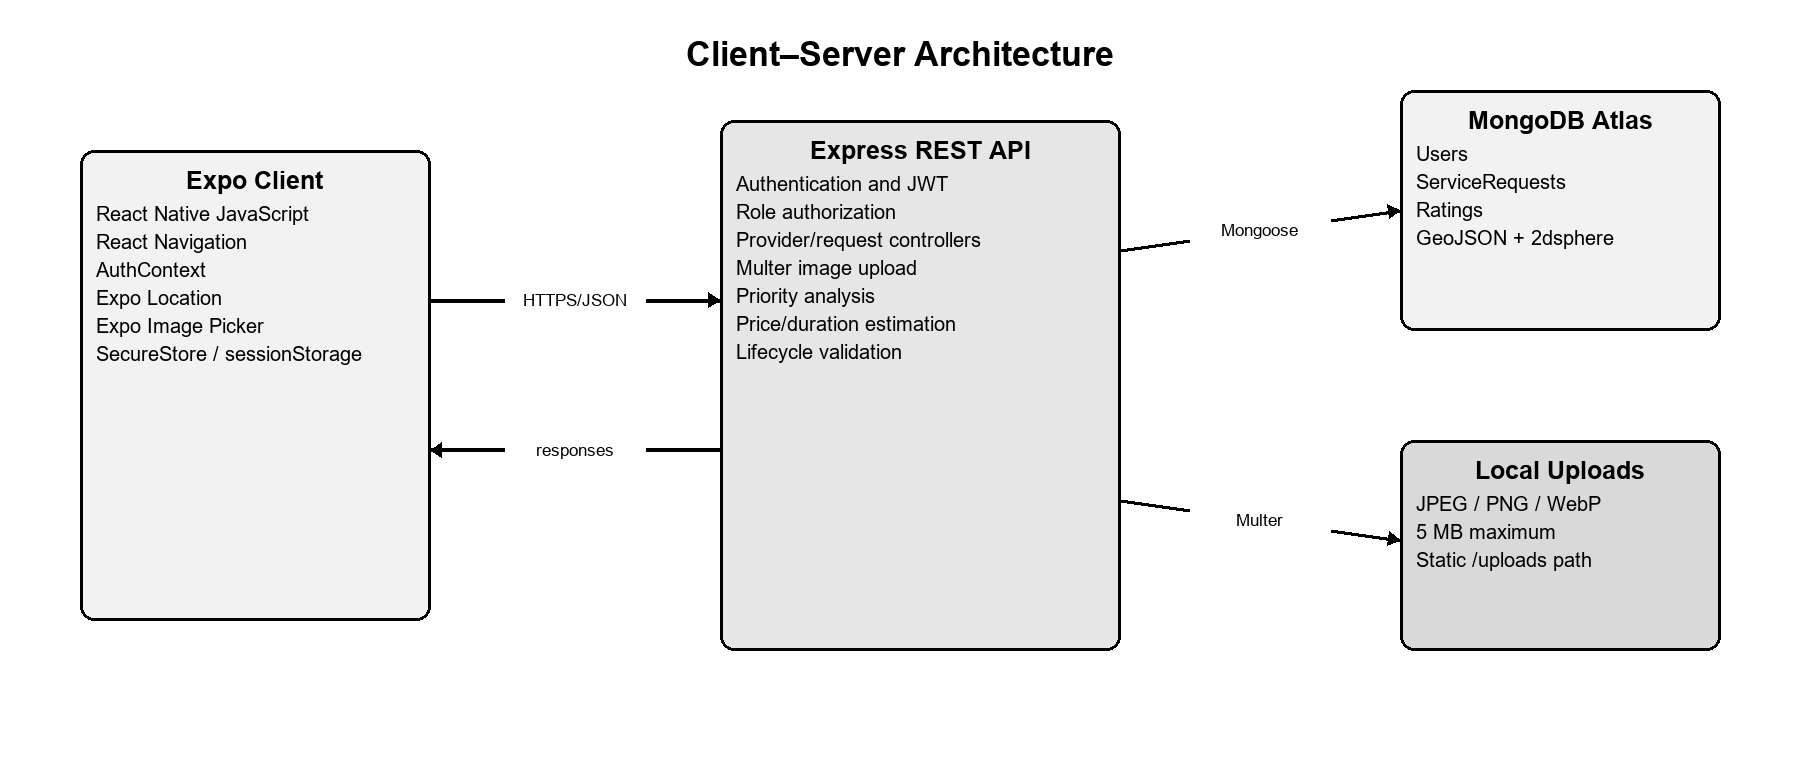 Client–Server Architecture
Expo Client
React Native JavaScript
React Navigation
AuthContext
Expo Location
Expo Image Picker
SecureStore / sessionStorage
HTTPS/JSON
responses
Express REST API
Authentication and JWT
Role authorization
Provider/request controllers
Multer image upload
Priority analysis
Price/duration estimation
Lifecycle validation
Mongoose
Multer
MongoDB Atlas
Users
ServiceRequests
Ratings
GeoJSON + 2dsphere
Local Uploads
JPEG / PNG / WebP
5 MB maximum
Static /uploads path